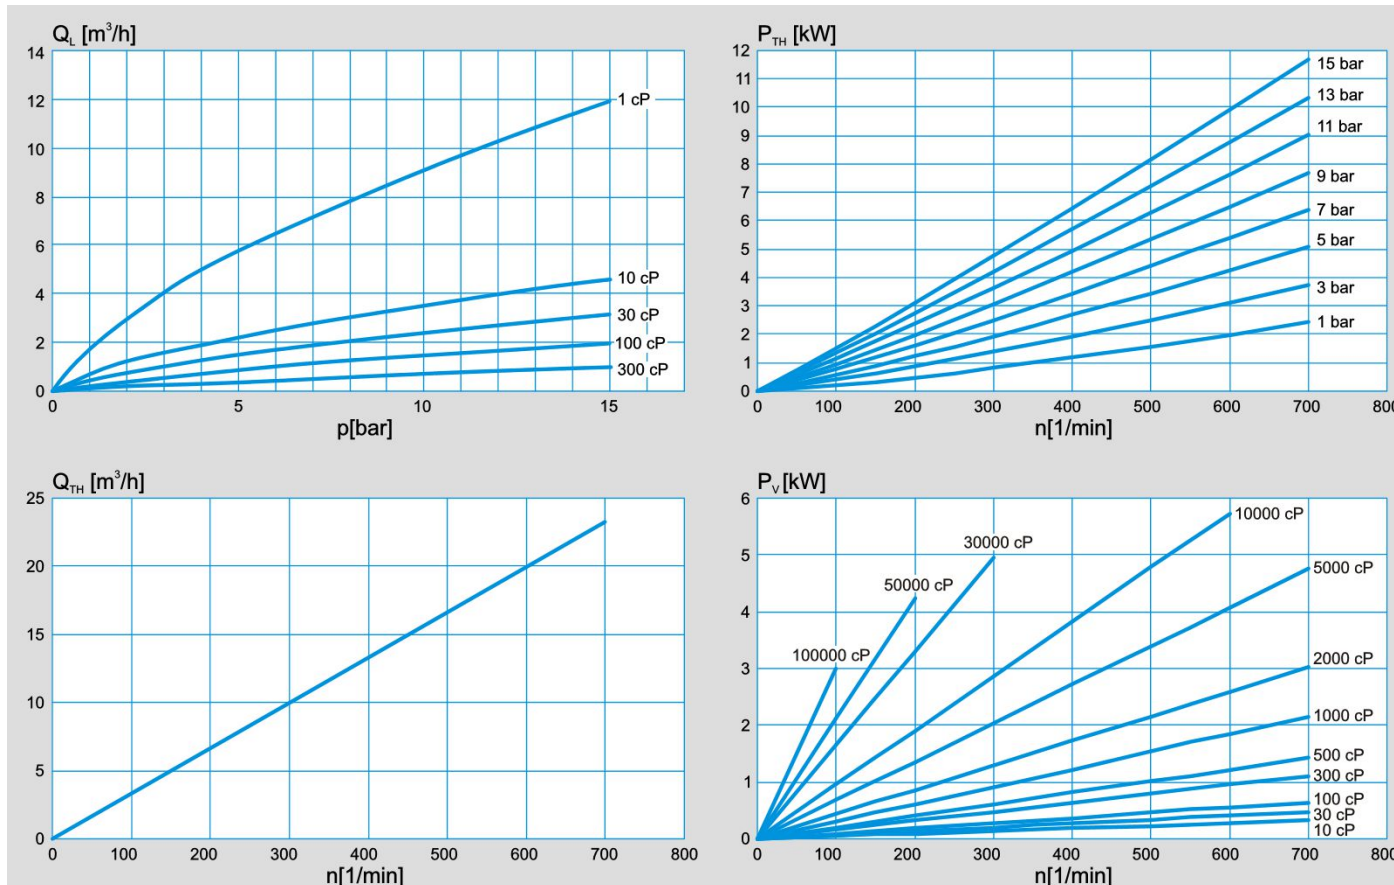 Q_L [m³/h]
14
12
10
8
6
4
2
0
1 cP
10 cP
30 cP
100 cP
300 cP
0 5 10 15
p[bar]
P_TH [kW]
12
11
10
9
8
7
6
5
4
3
2
1
0
15 bar
13 bar
11 bar
9 bar
7 bar
5 bar
3 bar
1 bar
0 100 200 300 400 500 600 700 800
n[1/min]
Q_TH [m³/h]
25
20
15
10
5
0
0 100 200 300 400 500 600 700 800
n[1/min]
P_V [kW]
6
5
4
3
2
1
0
10000 cP
30000 cP
5000 cP
50000 cP
100000 cP
2000 cP
1000 cP
500 cP
300 cP
100 cP
30 cP
10 cP
0 100 200 300 400 500 600 700 800
n[1/min]